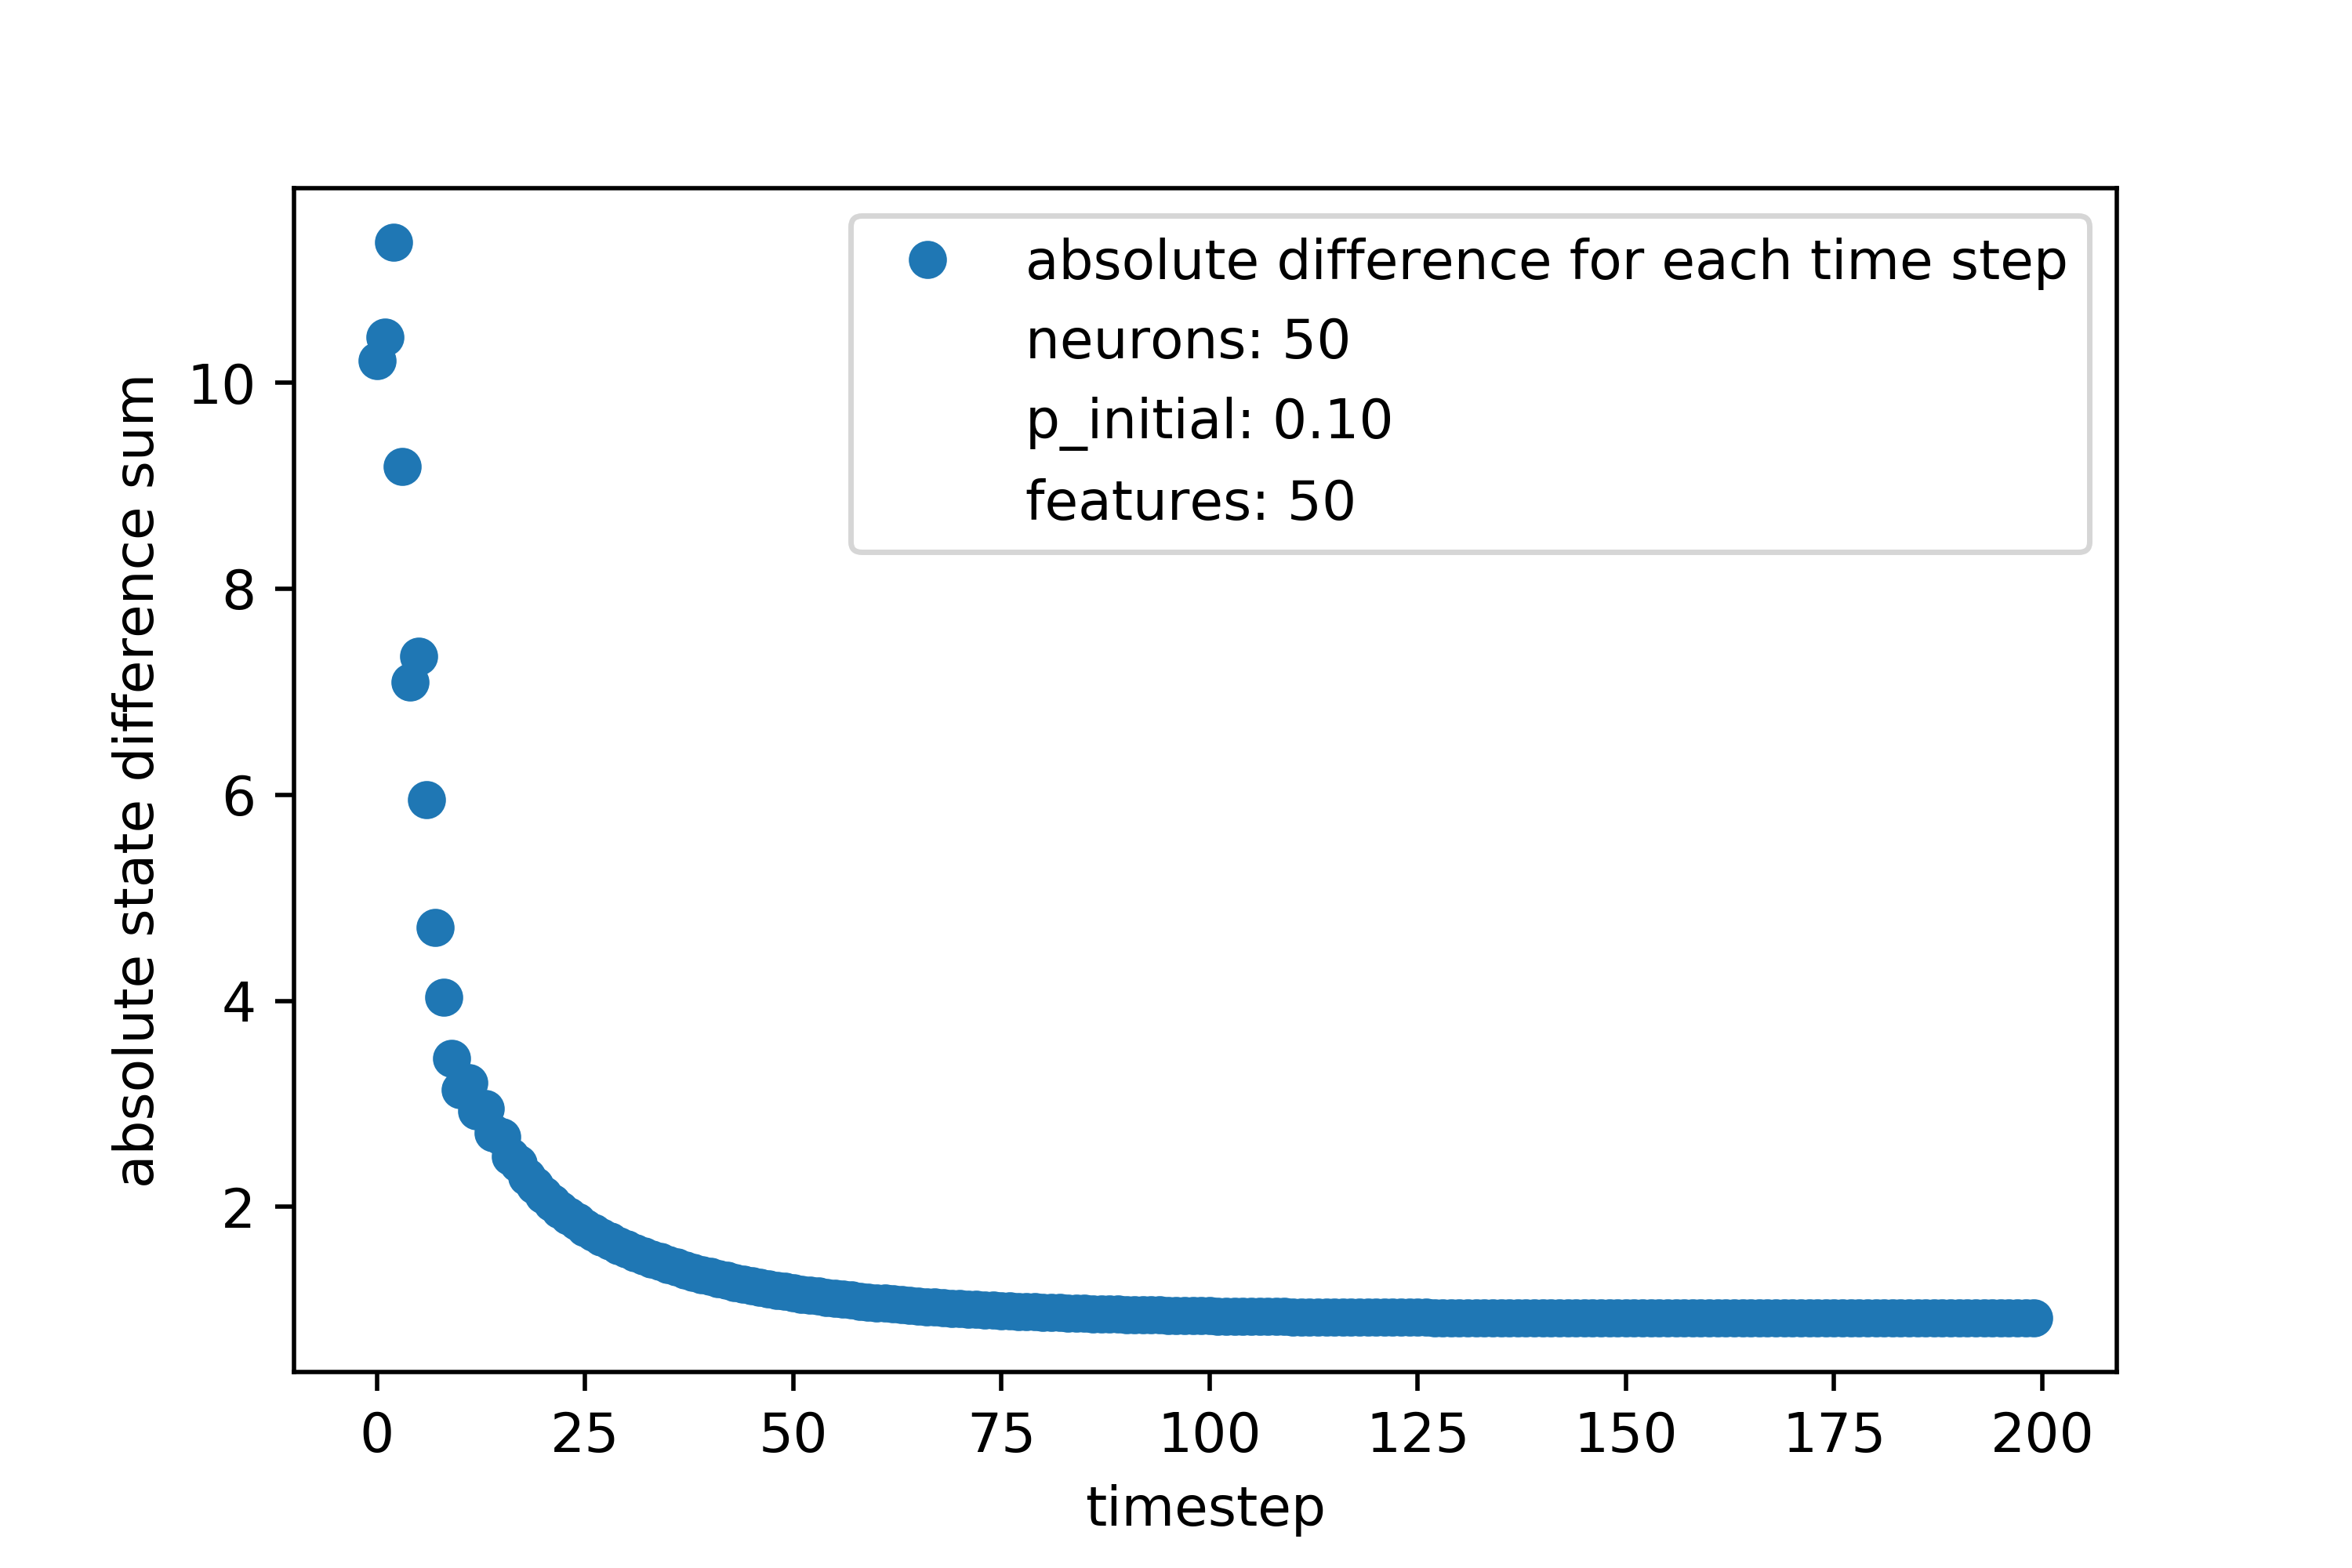 absolute difference for each time step
neurons: 50
p_initial: 0.10
features: 50
absolute state difference sum
10
8
6
4
2
0 25 50 75 100 125 150 175 200
timestep